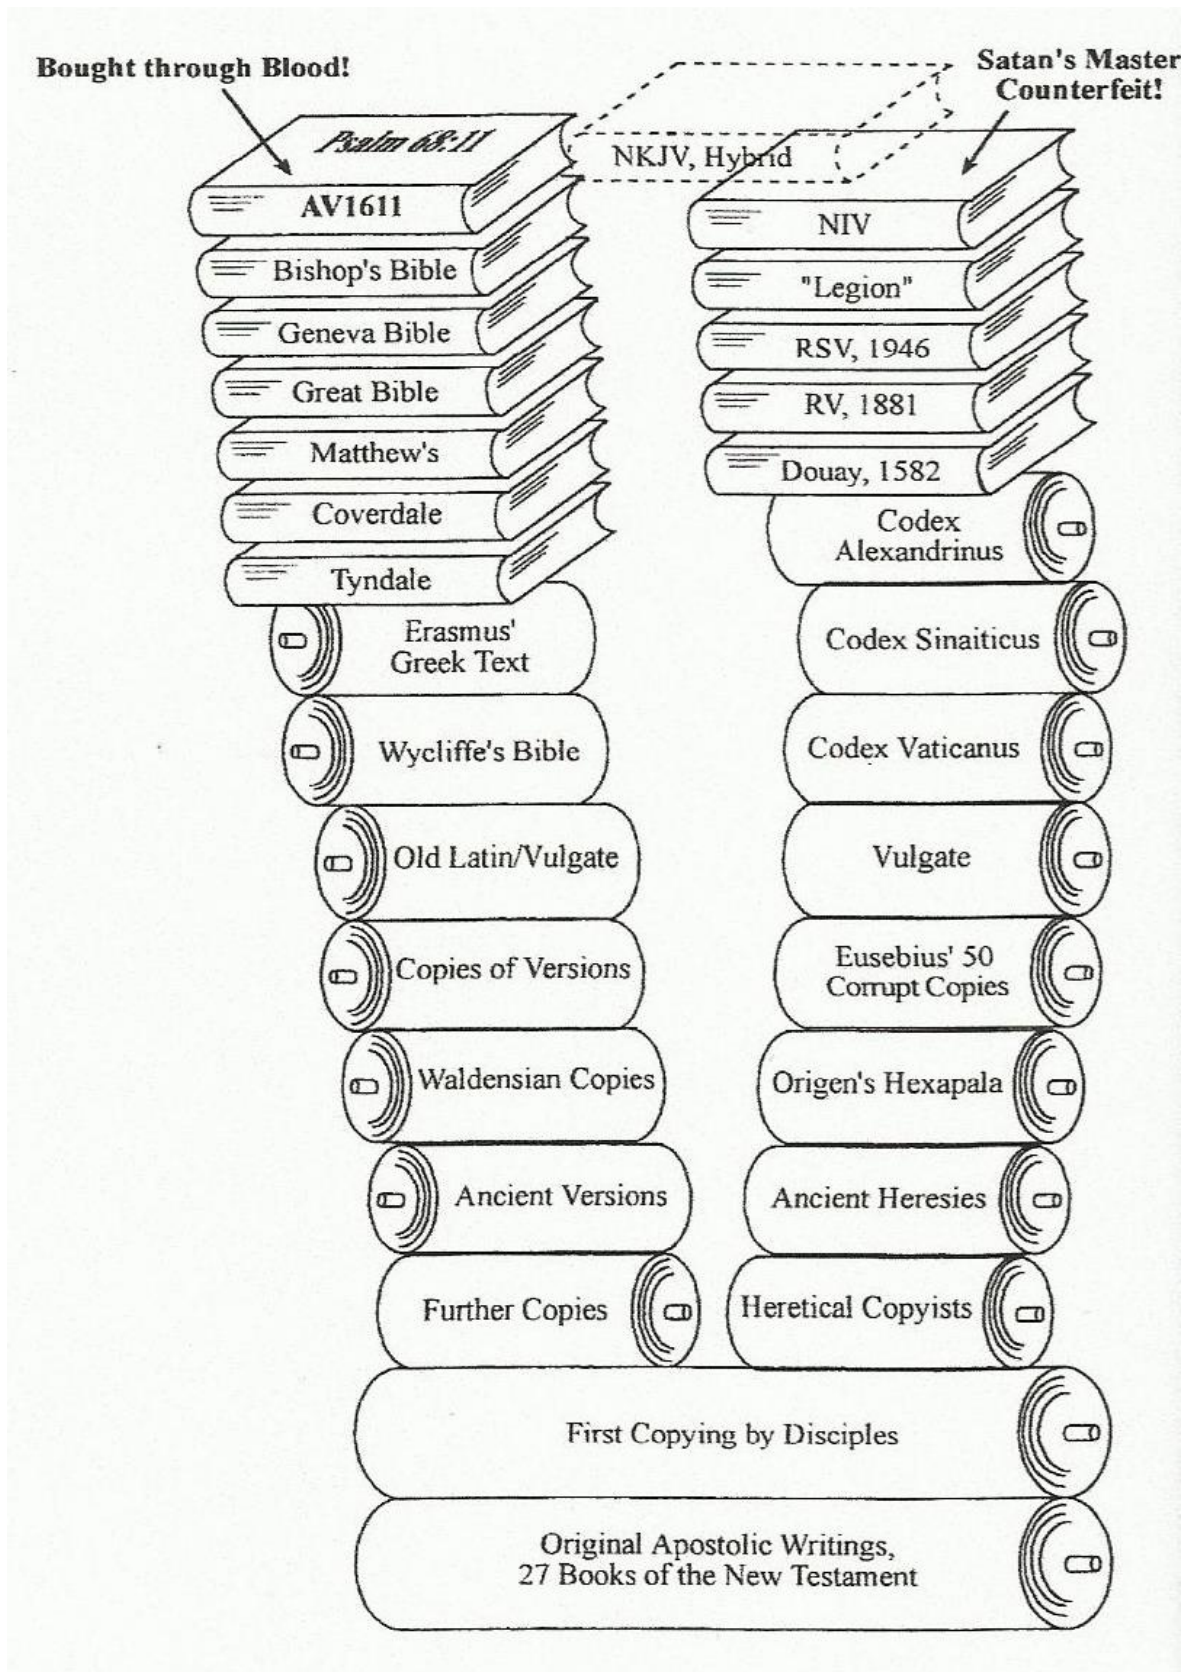 Bought through Blood!
Satan's Master
Counterfeit!
Psalm 68:11
NKJV, Hybrid
AV1611
Bishop's Bible
Geneva Bible
Great Bible
Matthew's
Coverdale
Tyndale
Erasmus'
Greek Text
Wycliffe's Bible
Old Latin/Vulgate
Copies of Versions
Waldensian Copies
Ancient Versions
Further Copies
NIV
"Legion"
RSV, 1946
RV, 1881
Douay, 1582
Codex
Alexandrinus
Codex Sinaiticus
Codex Vaticanus
Vulgate
Eusebius' 50
Corrupt Copies
Origen's Hexapala
Ancient Heresies
Heretical Copyists
First Copying by Disciples
Original Apostolic Writings,
27 Books of the New Testament